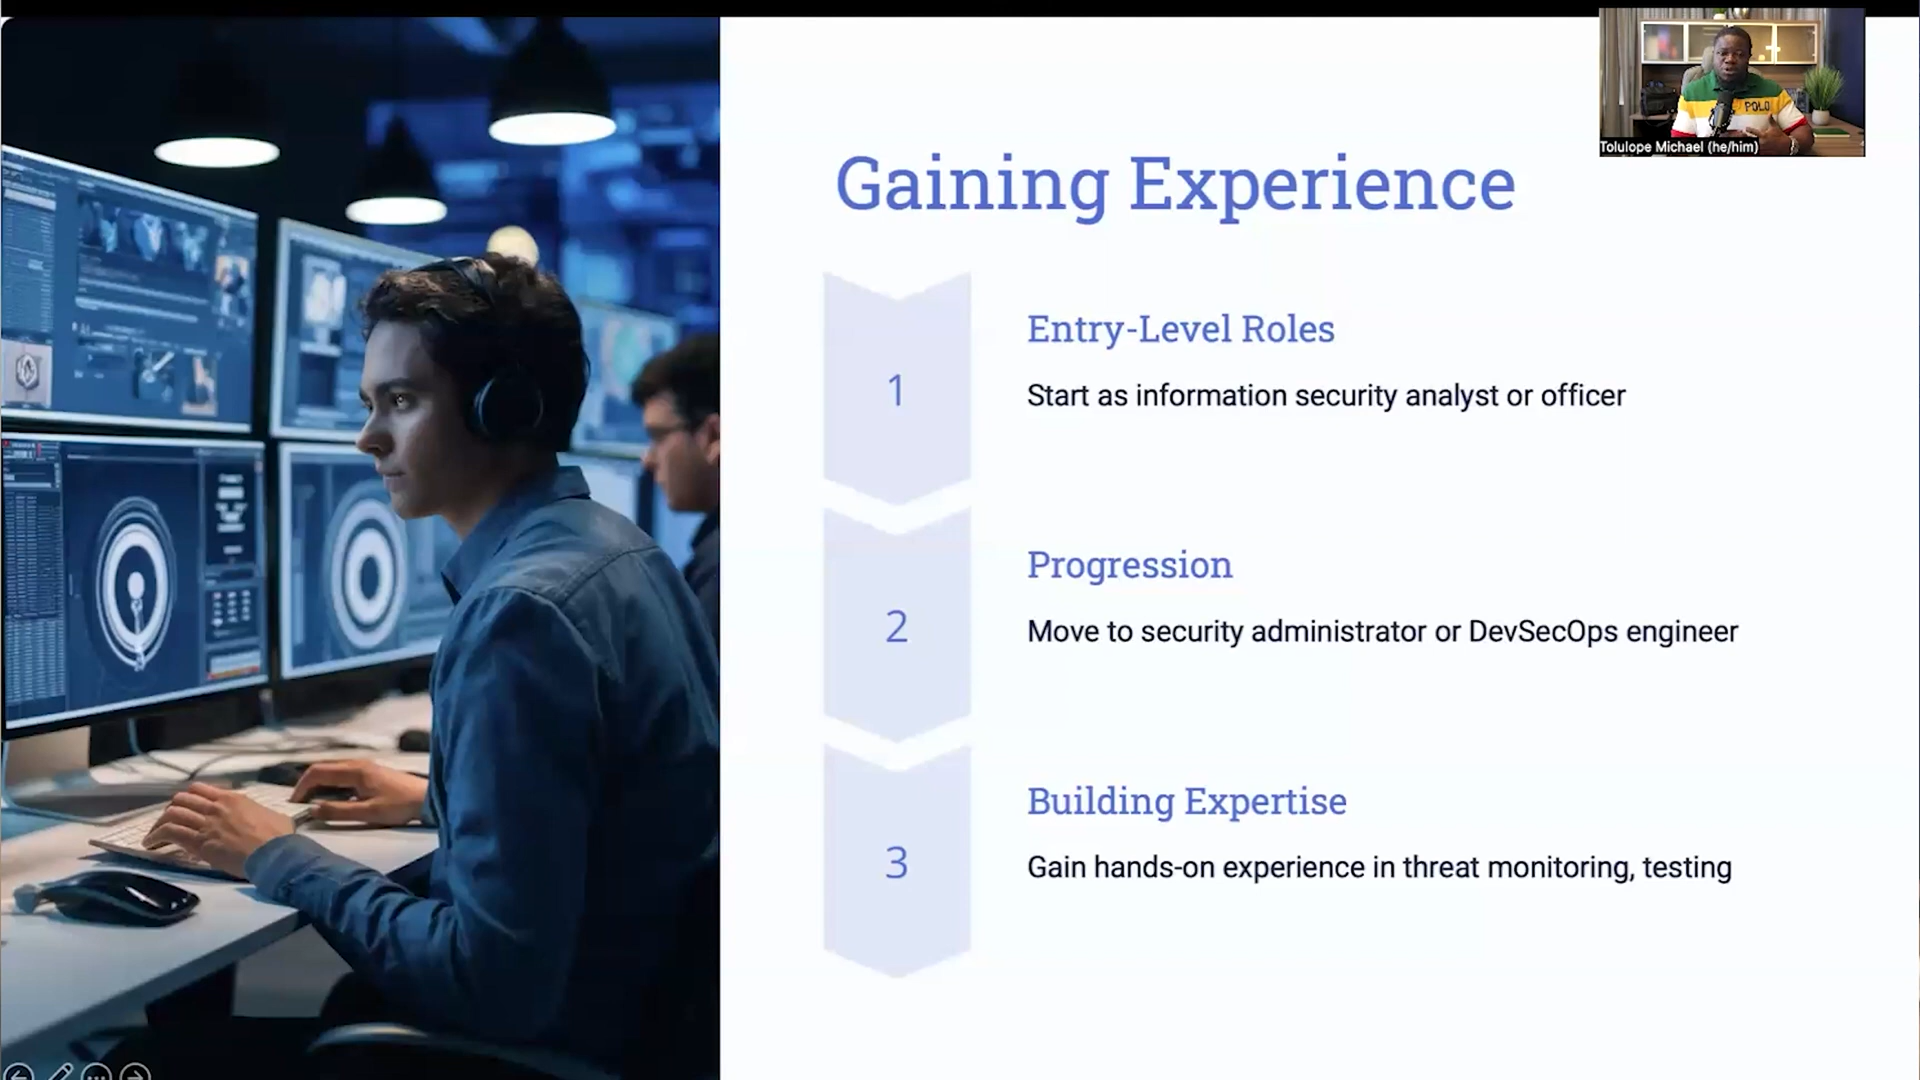 Gaining Experience
1
Entry-Level Roles
Start as information security analyst or officer
2
Progression
Move to security administrator or DevSecOps engineer
3
Building Expertise
Gain hands-on experience in threat monitoring, testing
POLO
Tolulope Michael (he/him)